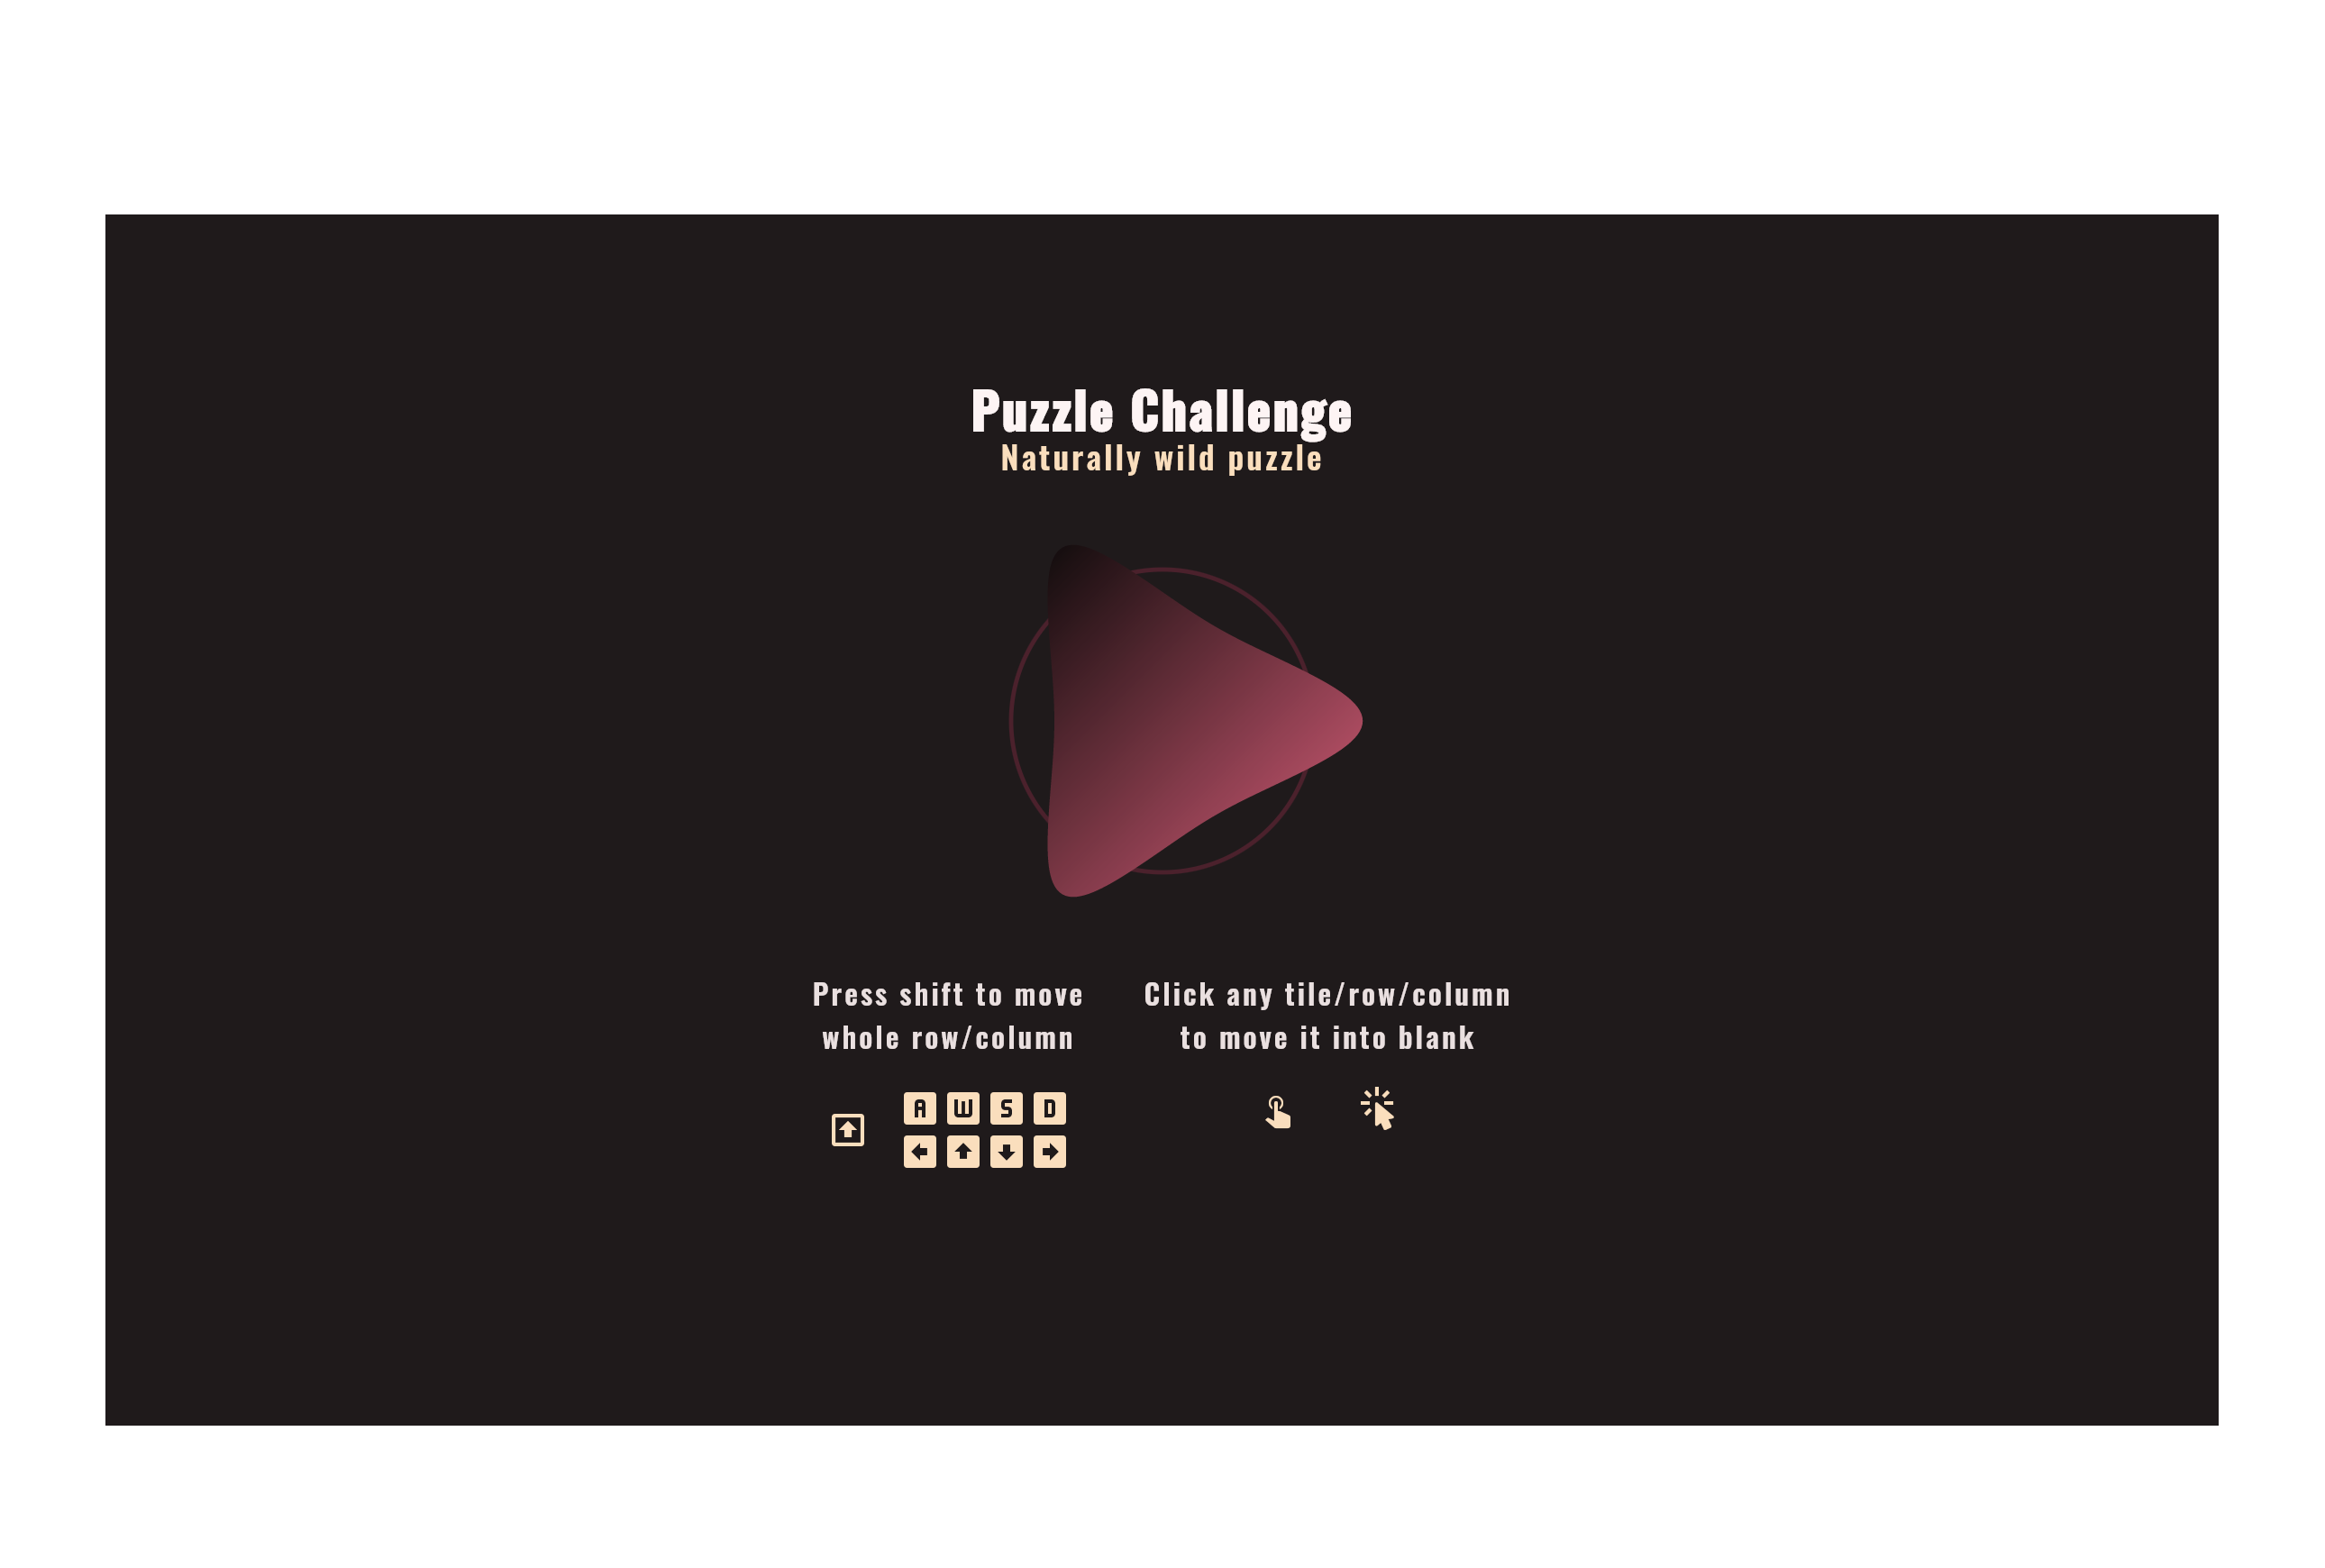 Puzzle Challenge
Naturally wild puzzle
Press shift to move
whole row/column
Click any tile/row/column
to move it into blank
A W S D